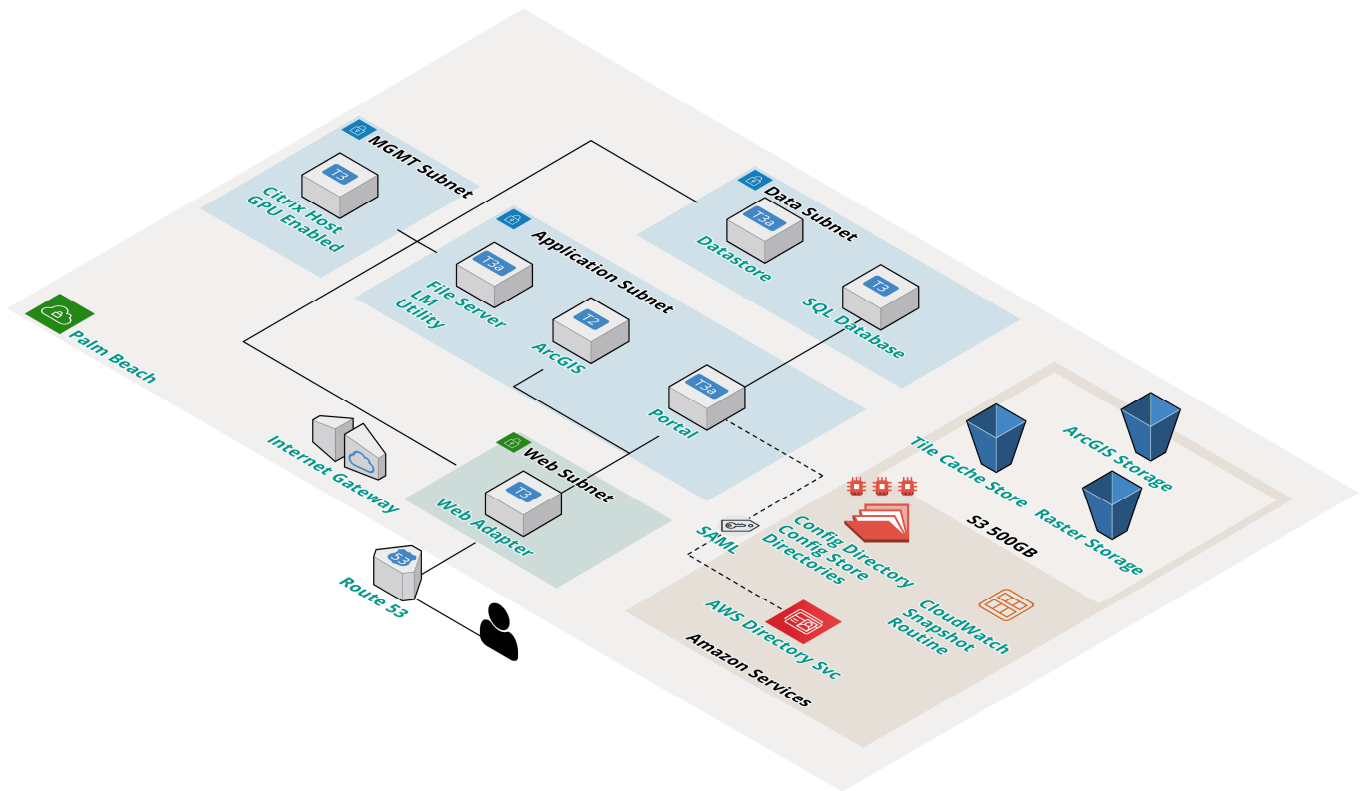 MGMT Subnet
T3
Citrix Host
GPU Enabled
Data Subnet
T3a
Datastore
T3
SQL Database
Application Subnet
T3a
File Server
LM
Utility
T2
ArcGIS
T3a
Portal
Palm Beach
Internet Gateway
Web Subnet
T3
Web Adapter
53
Route 53
SAML
Tile Cache Store
ArcGIS Storage
Raster Storage
S3 500GB
Config Directory
Config Store
Directories
CloudWatch
Snapshot
Routine
AWS Directory Svc
Amazon Services